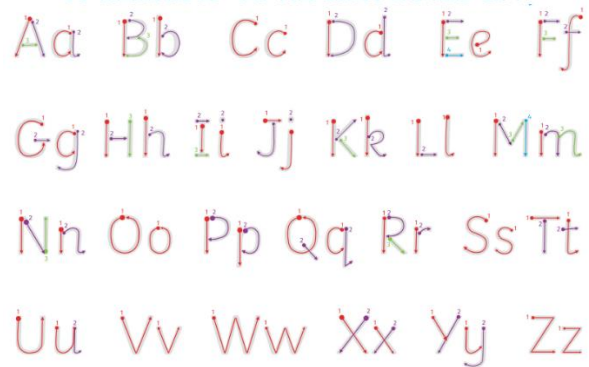 Aa Bb Cc Dd Ee Ff
Gg Hh Ii Jj Kk Ll Mm
Nn Oo Pp Qq Rr Ss Tt
Uu Vv Ww Xx Yy Zz